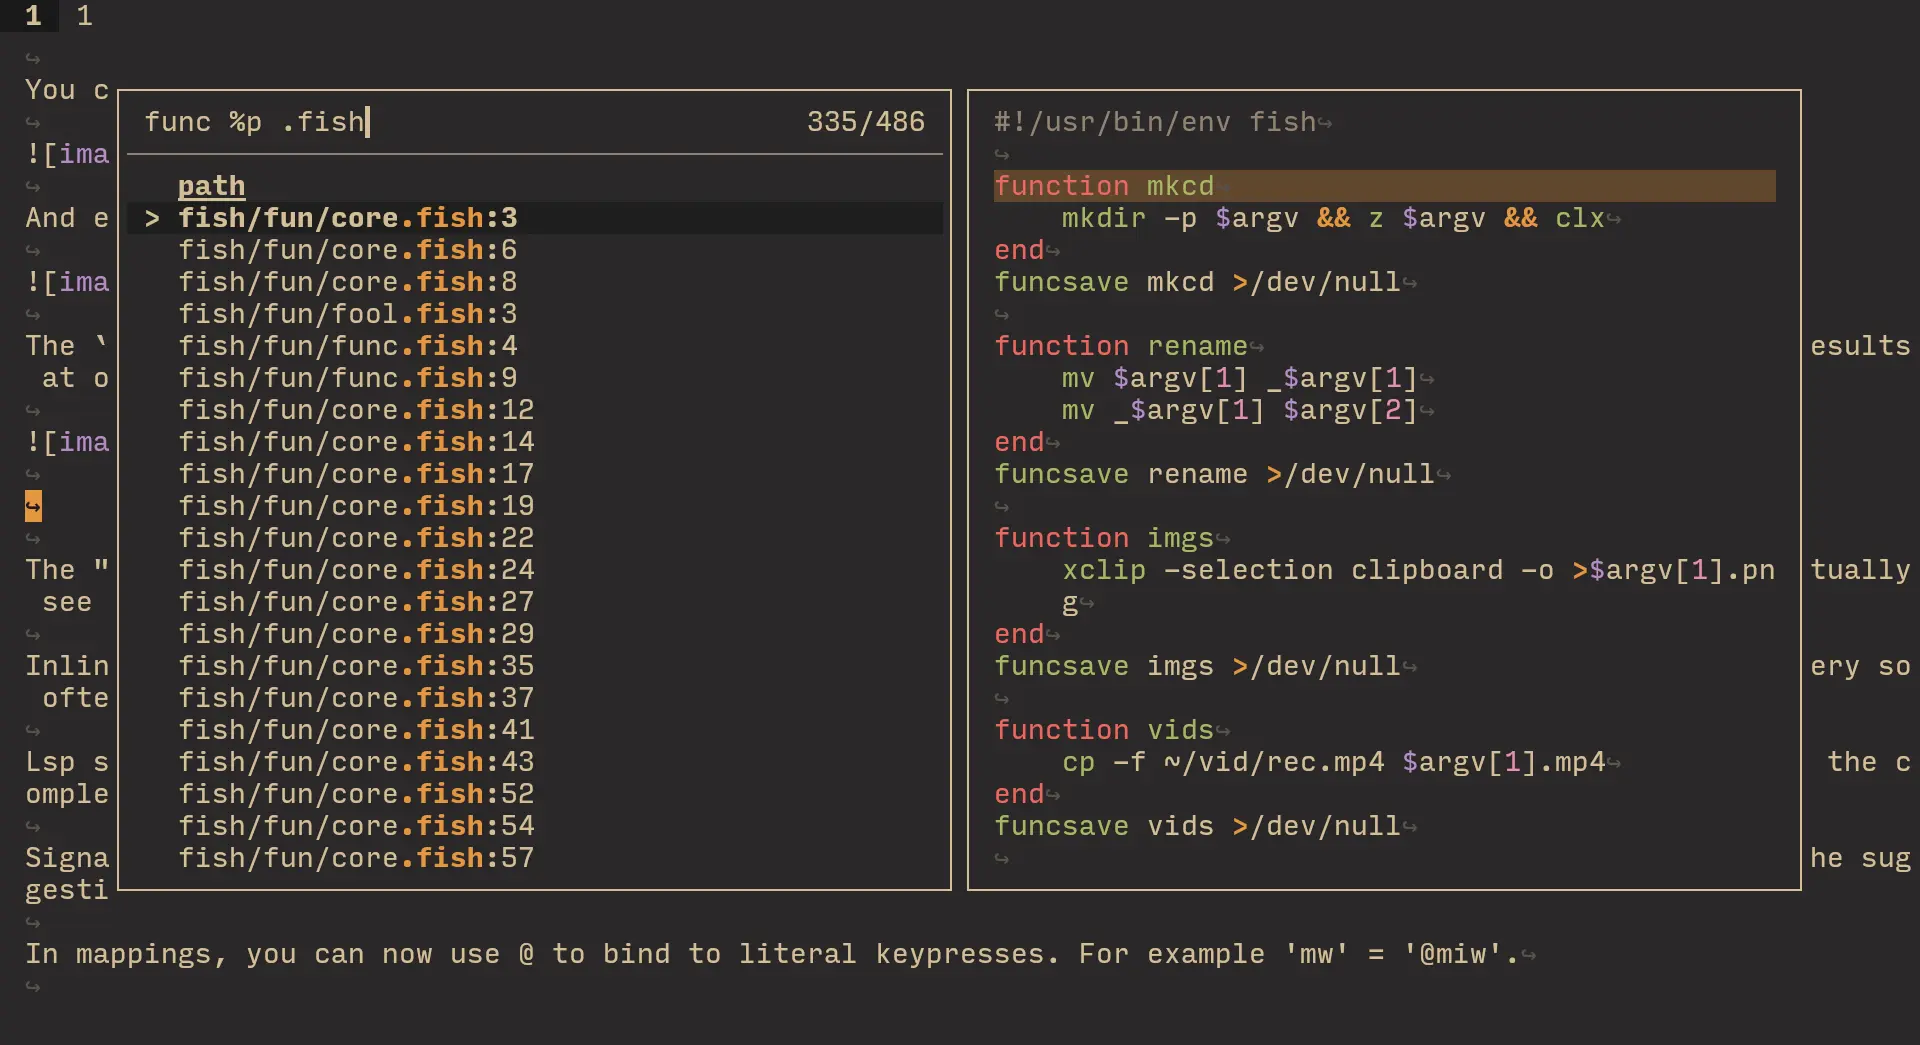 1 1
↪
You c
↪
![ima
↪
And e
↪
![ima
↪
The `
 at o
↪
![ima
↪
↪
↪
The "
 see
↪
Inlin
 ofte
↪
Lsp s
omple
↪
Signa
gesti
↪
func %p .fish 335/486
path
> fish/fun/core.fish:3
fish/fun/core.fish:6
fish/fun/core.fish:8
fish/fun/fool.fish:3
fish/fun/func.fish:4
fish/fun/func.fish:9
fish/fun/core.fish:12
fish/fun/core.fish:14
fish/fun/core.fish:17
fish/fun/core.fish:19
fish/fun/core.fish:22
fish/fun/core.fish:24
fish/fun/core.fish:27
fish/fun/core.fish:29
fish/fun/core.fish:35
fish/fun/core.fish:37
fish/fun/core.fish:41
fish/fun/core.fish:43
fish/fun/core.fish:52
fish/fun/core.fish:54
fish/fun/core.fish:57
#!/usr/bin/env fish↪
↪
function mkcd↪
    mkdir -p $argv && z $argv && clx↪
end↪
funcsave mkcd >/dev/null↪
↪
function rename↪
    mv $argv[1] _$argv[1]↪
    mv _$argv[1] $argv[2]↪
end↪
funcsave rename >/dev/null↪
↪
function imgs↪
    xclip -selection clipboard -o >$argv[1].pn
    g↪
end↪
funcsave imgs >/dev/null↪
↪
function vids↪
    cp -f ~/vid/rec.mp4 $argv[1].mp4↪
end↪
funcsave vids >/dev/null↪
↪
esults
tually
ery so
the c
he sug
In mappings, you can now use @ to bind to literal keypresses. For example 'mw' = '@miw'.↪
↪